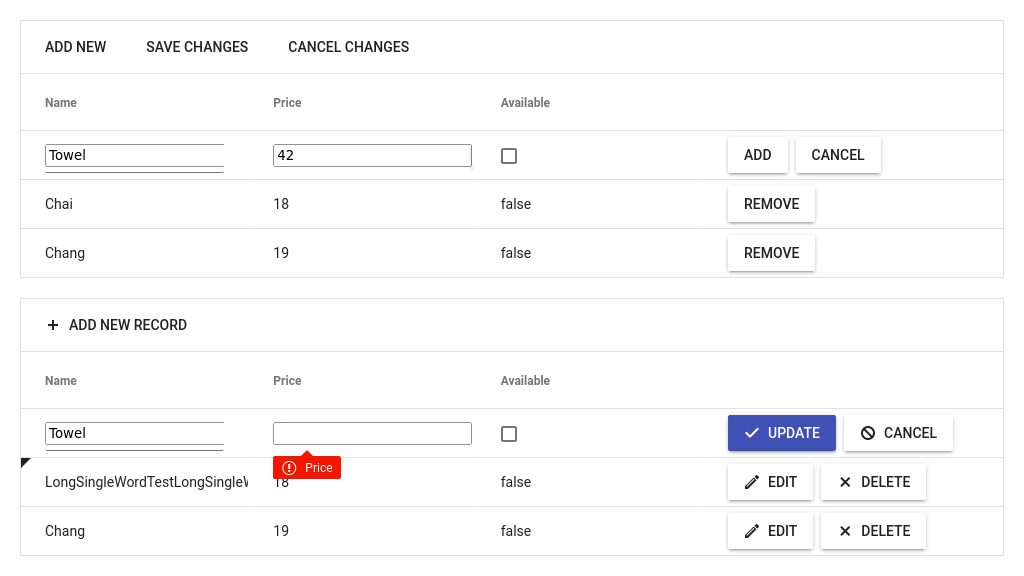 ADD NEW SAVE CHANGES CANCEL CHANGES
Name Price Available
Towel 42 ADD CANCEL
Chai 18 false REMOVE
Chang 19 false REMOVE
ADD NEW RECORD
Name Price Available
Towel UPDATE CANCEL
Price
LongSingleWordTestLongSingle 18 false EDIT DELETE
Chang 19 false EDIT DELETE